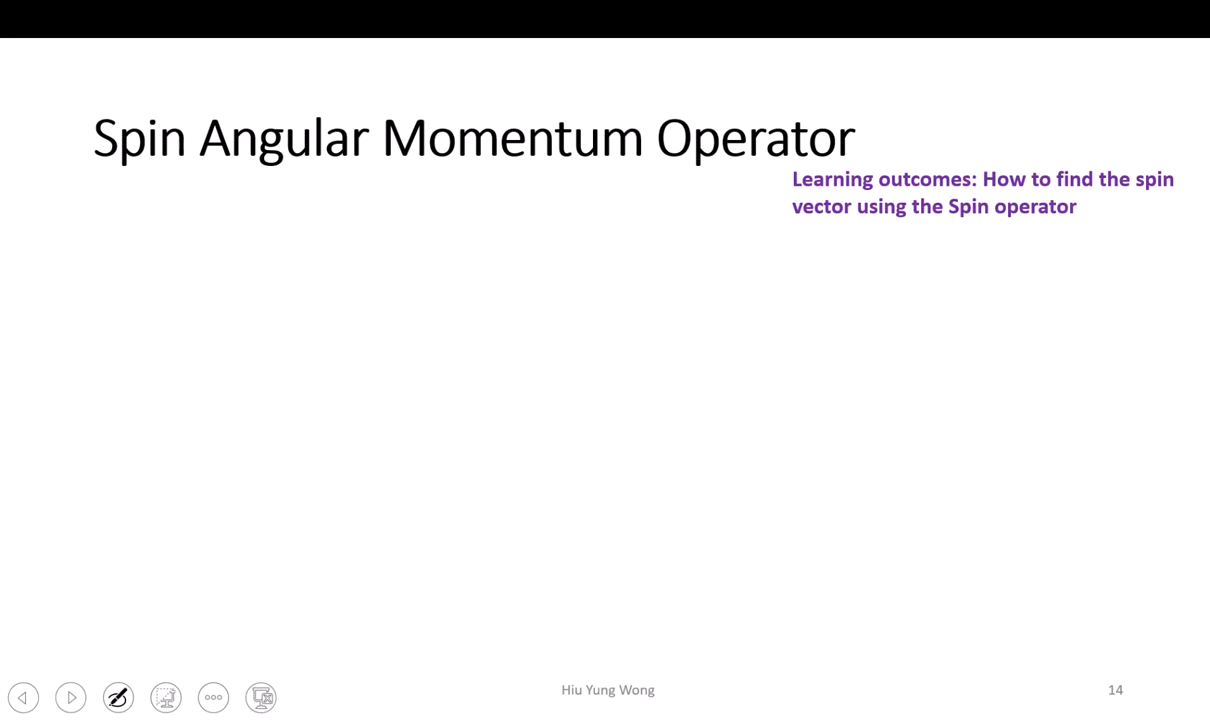 Spin Angular Momentum Operator
Learning outcomes: How to find the spin
vector using the Spin operator
Hiu Yung Wong
14